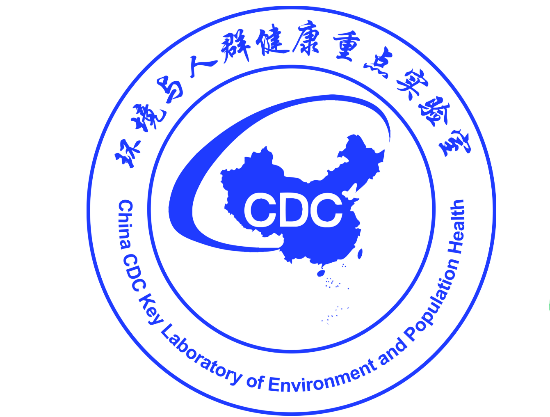 环境与人群健康重点实验室
CDC
China CDC Key Laboratory of Environment and Population Health